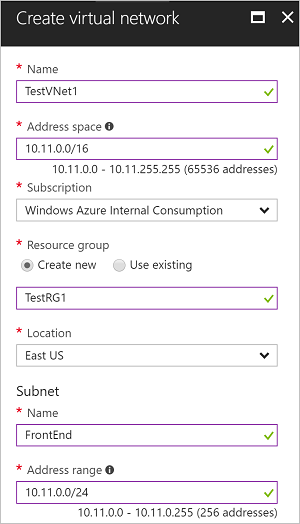 Create virtual network
* Name
TestVNet1
* Address space
10.11.0.0/16
10.11.0.0 - 10.11.255.255 (65536 addresses)
* Subscription
Windows Azure Internal Consumption
* Resource group
Create new Use existing
TestRG1
* Location
East US
Subnet
* Name
FrontEnd
* Address range
10.11.0.0/24
10.11.0.0 - 10.11.0.255 (256 addresses)